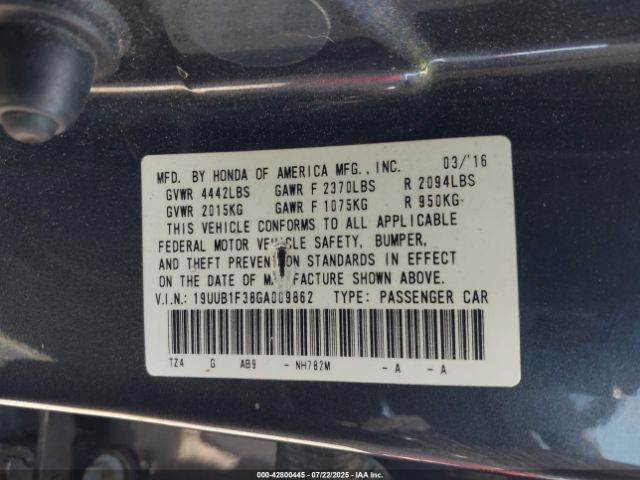 MFD. BY HONDA OF AMERICA MFG., INC. 03/'16
GVWR 4442LBS GAWR F 2370LBS R 2094LBS
GVWR 2015KG GAWR F 1075KG R 950KG
THIS VEHICLE CONFORMS TO ALL APPLICABLE
FEDERAL MOTOR VEHICLE SAFETY, BUMPER,
AND THEFT PREVENTION STANDARDS IN EFFECT
ON THE DATE OF MANUFACTURE SHOWN ABOVE.
V.I.N.: 19UUB1F38GA009862 TYPE: PASSENGER CAR
TZ4 G AB9 - NH782M - A - A
000-42800445 - 07/22/2025 - IAAI.COM